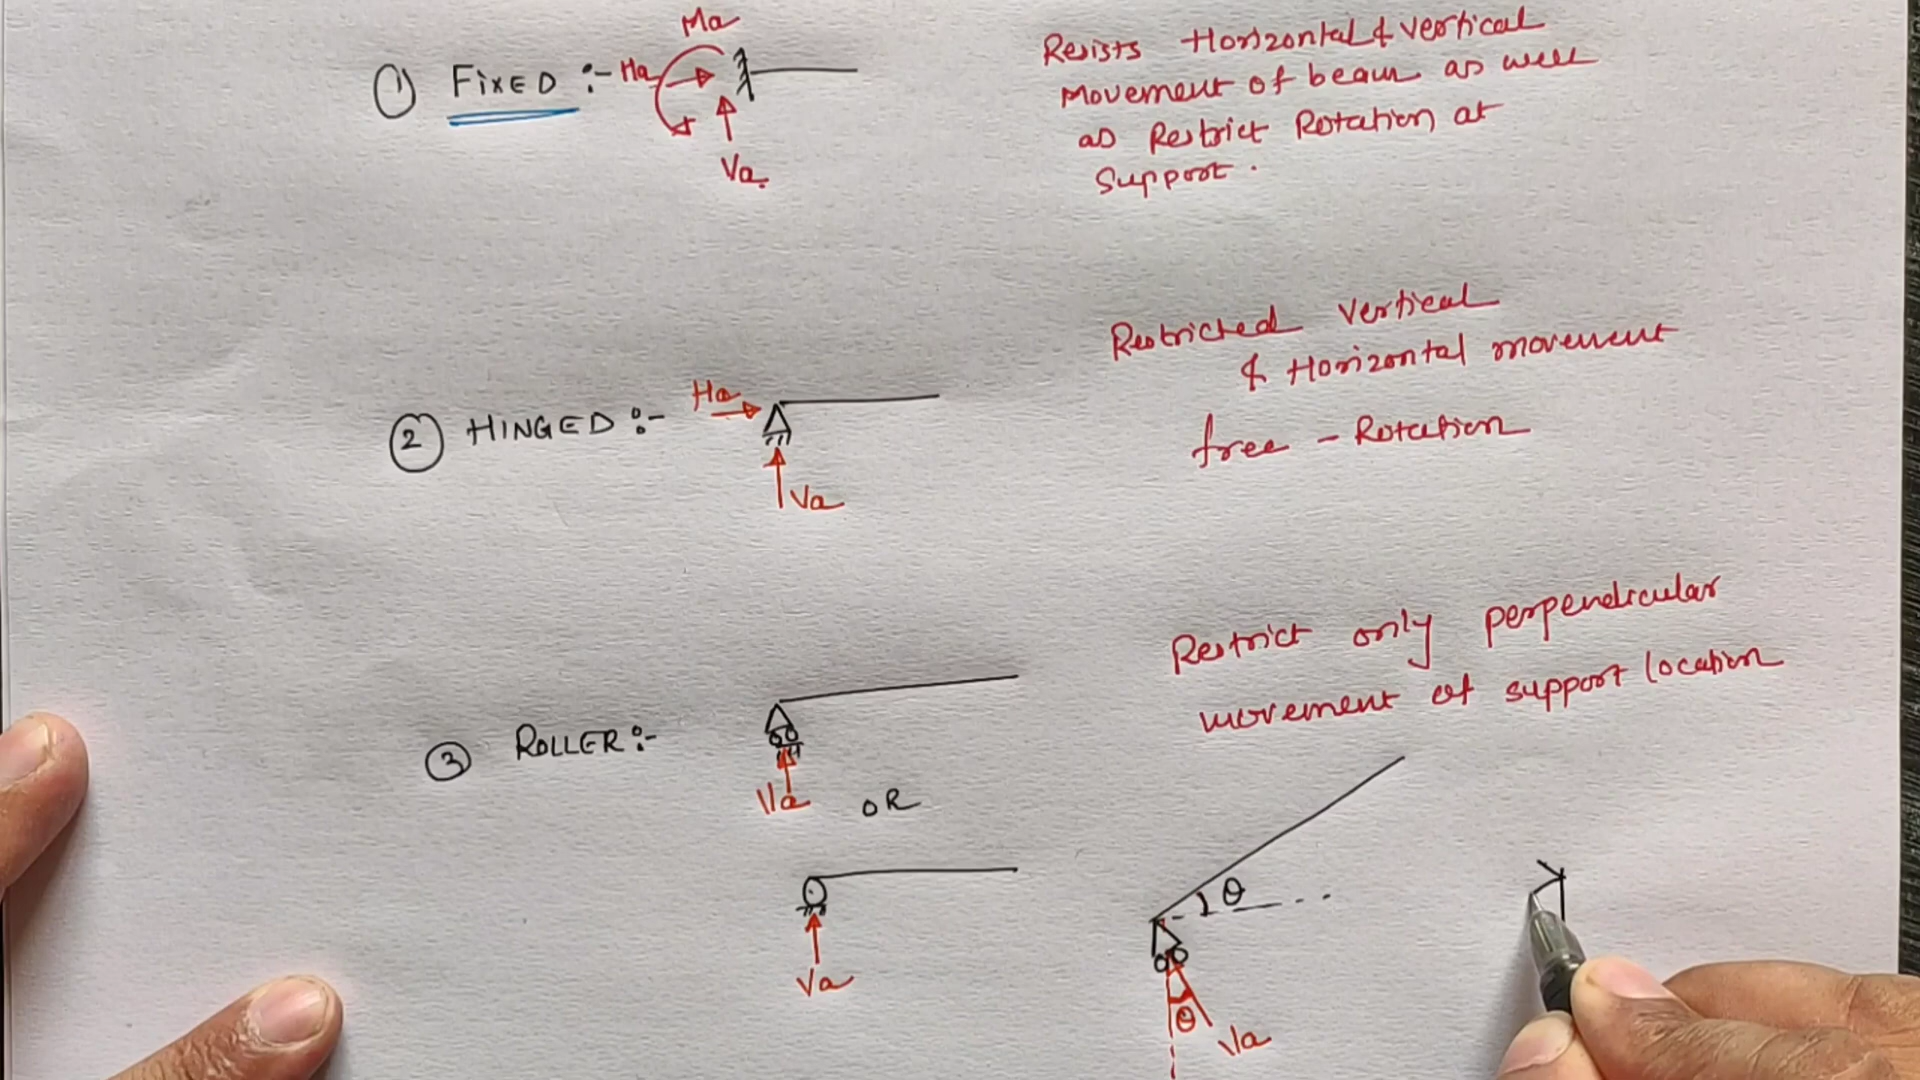 Ma
① FIXED :- Ha
Va
Resists Horizontal & vertical
Movement of beam as well
as Restrict Rotation at
Support.
② HINGED :- Ha
Va
Restricted vertical
& Horizontal movement
free - Rotation
③ ROLLER :-
Va
OR
Va
Restrict only perpendicular
movement at support location
θ
θ
Va